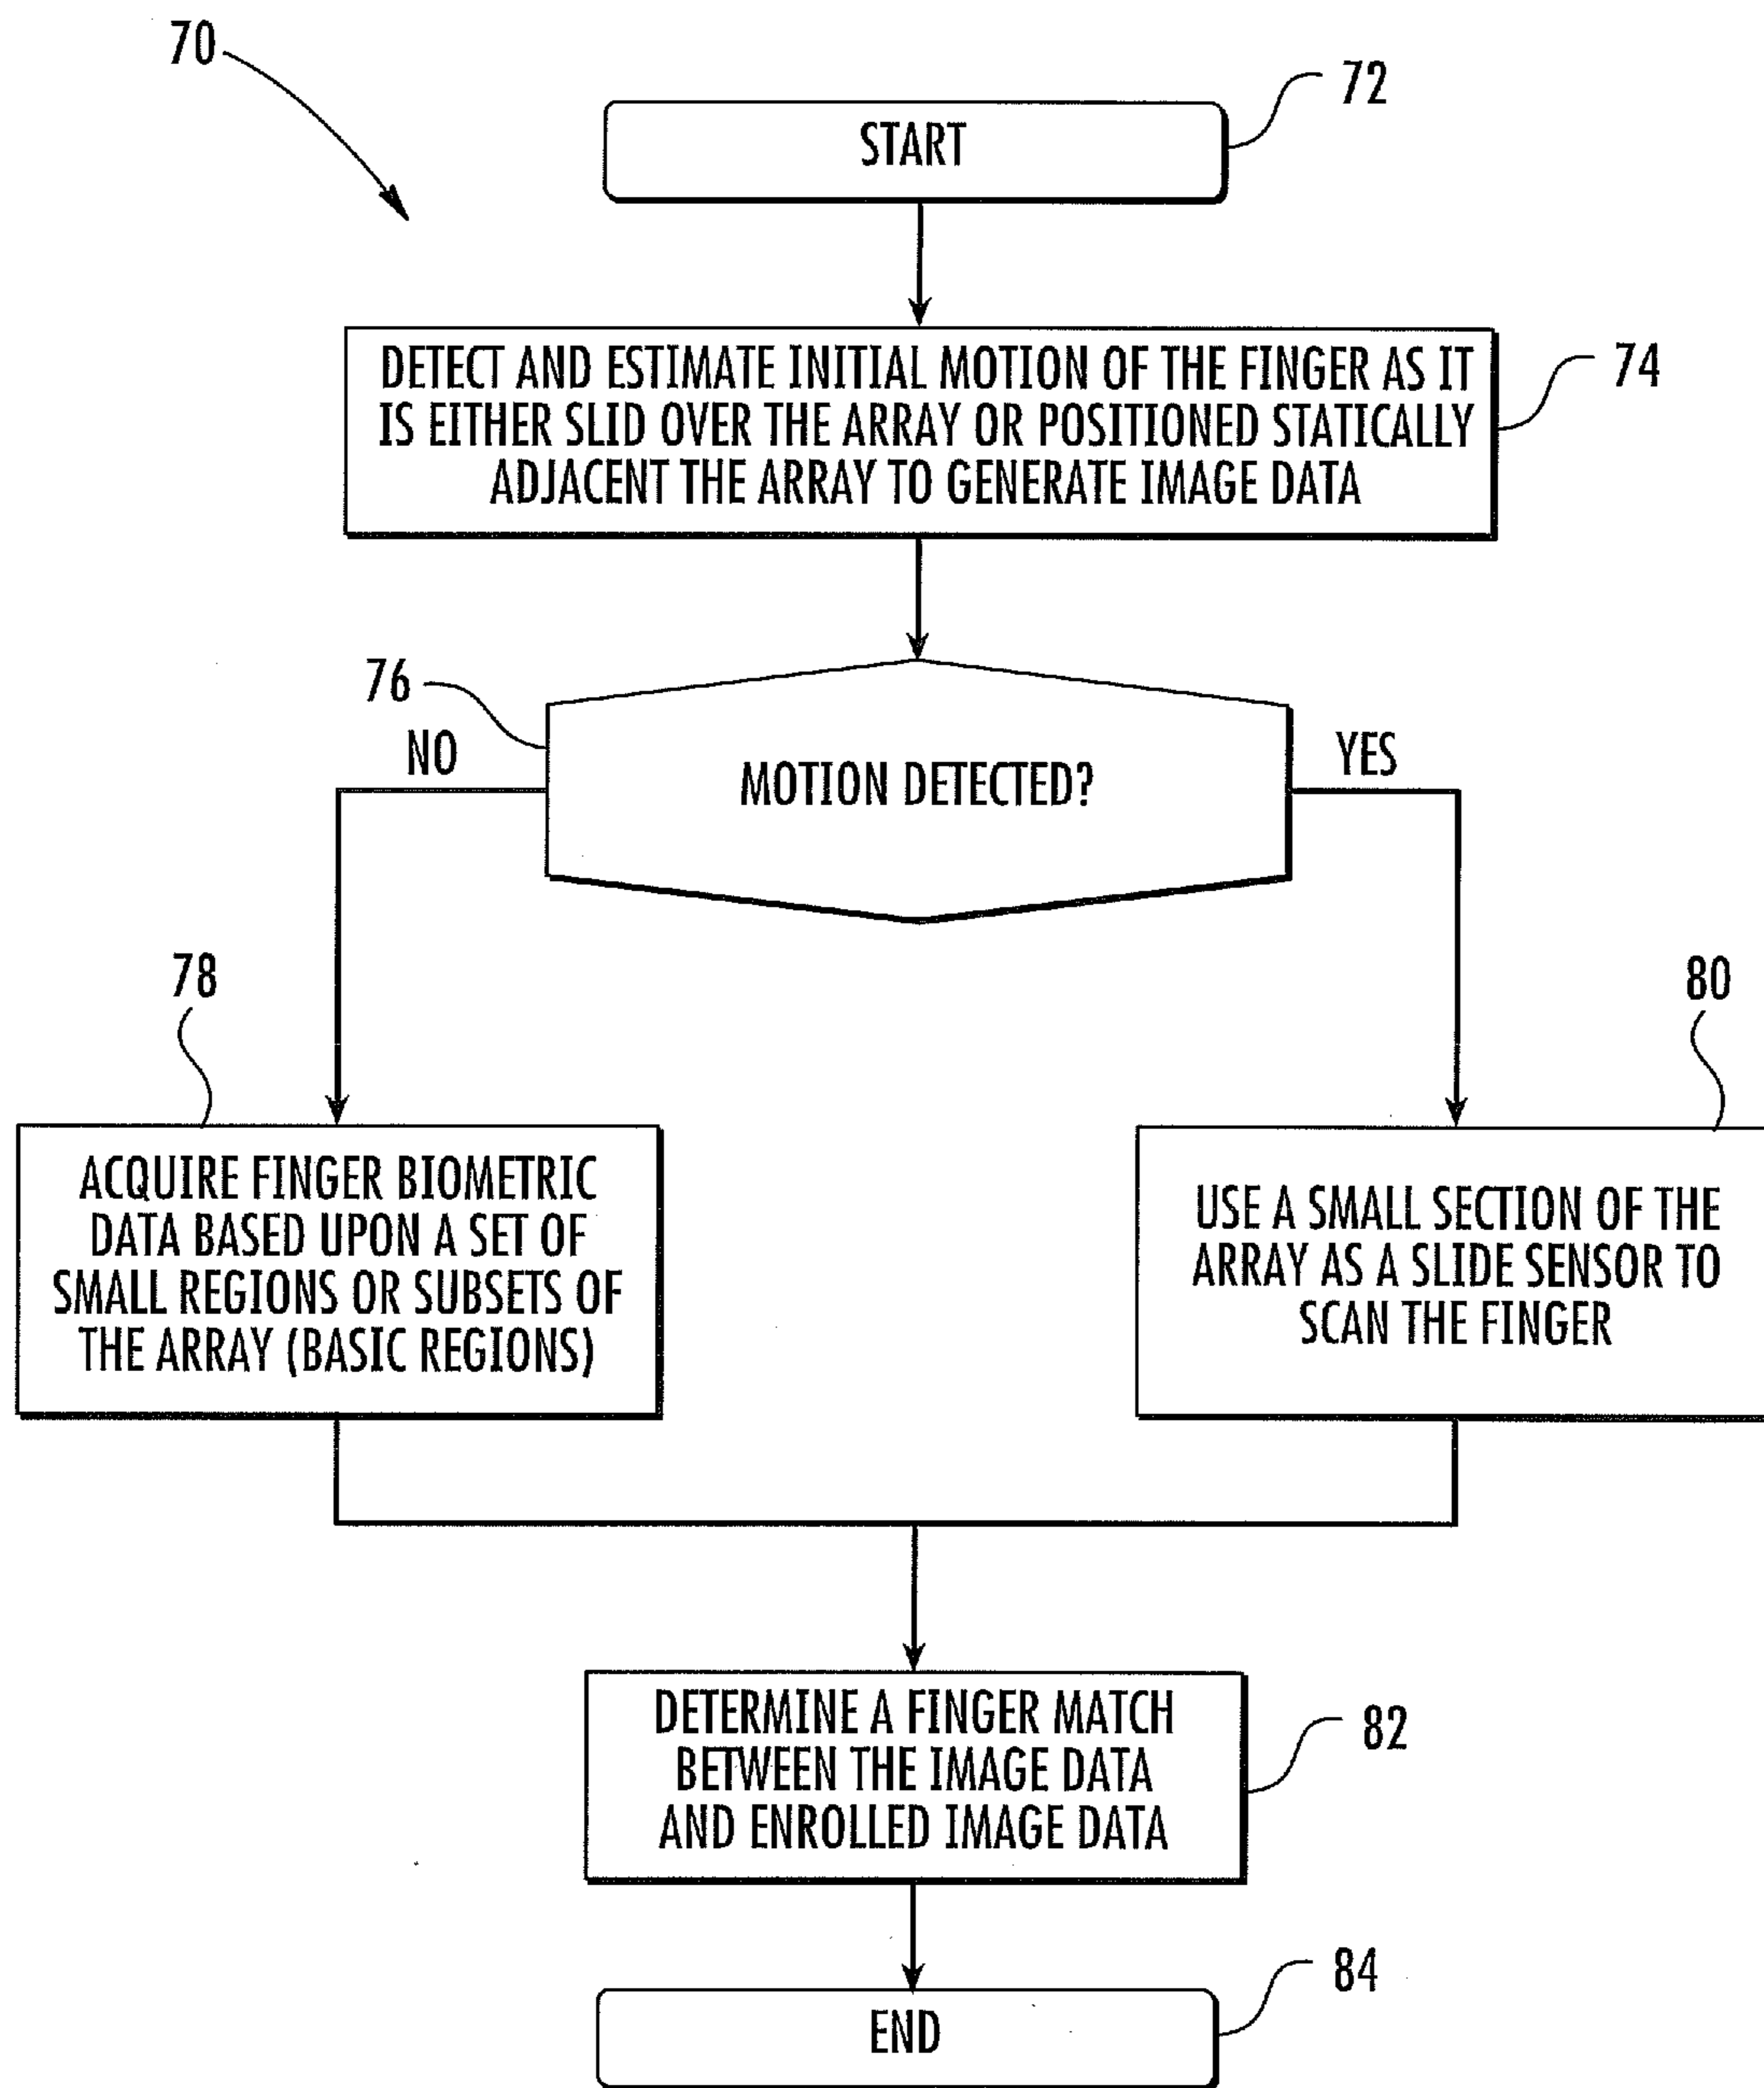 70
72
START
DETECT AND ESTIMATE INITIAL MOTION OF THE FINGER AS IT
IS EITHER SLID OVER THE ARRAY OR POSITIONED STATICALLY
ADJACENT THE ARRAY TO GENERATE IMAGE DATA
74
76
NO
MOTION DETECTED?
YES
78
ACQUIRE FINGER BIOMETRIC
DATA BASED UPON A SET OF
SMALL REGIONS OR SUBSETS OF
THE ARRAY (BASIC REGIONS)
80
USE A SMALL SECTION OF THE
ARRAY AS A SLIDE SENSOR TO
SCAN THE FINGER
DETERMINE A FINGER MATCH
BETWEEN THE IMAGE DATA
AND ENROLLED IMAGE DATA
82
84
END